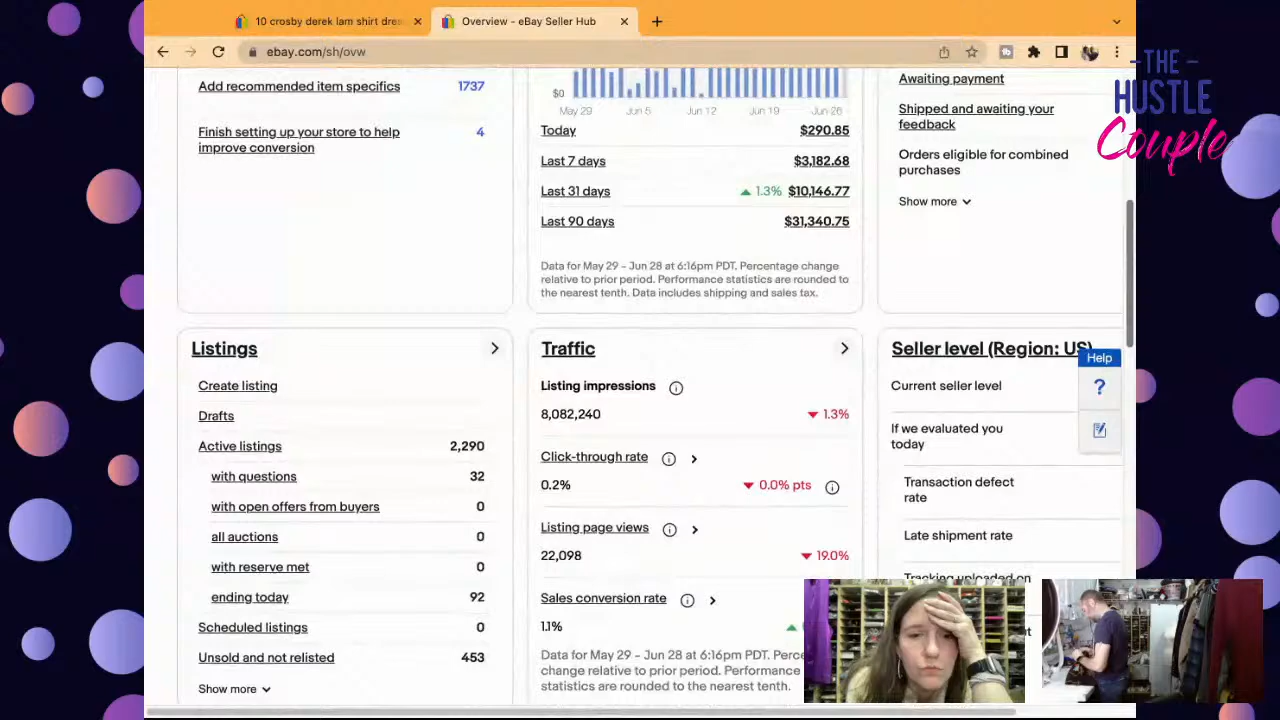 10 crosby derek lam shirt dres
Overview - eBay Seller Hub
ebay.com/sh/ovw
THE
HUSTLE
Couple
Add recommended item specifics 1737
Finish setting up your store to help
improve conversion 4
$0
May 29 Jun 5 Jun 12 Jun 19 Jun 26
Today $290.85
Last 7 days $3,182.68
Last 31 days 1.3% $10,146.77
Last 90 days $31,340.75
Data for May 29 - Jun 28 at 6:16pm PDT. Percentage change
relative to prior period. Performance statistics are rounded to
the nearest tenth. Data includes shipping and sales tax.
Awaiting payment
Shipped and awaiting your
feedback
Orders eligible for combined
purchases
Show more
Listings
Create listing
Drafts
Active listings 2,290
with questions 32
with open offers from buyers 0
all auctions 0
with reserve met 0
ending today 92
Scheduled listings 0
Unsold and not relisted 453
Show more
Traffic
Listing impressions
8,082,240 1.3%
Click-through rate
0.2% 0.0% pts
Listing page views
22,098 19.0%
Sales conversion rate
1.1%
Data for May 29 - Jun 28 at 6:16pm PDT. Perce
change relative to prior period. Performance
statistics are rounded to the nearest tenth.
Seller level (Region: US)
Help
?
Current seller level
If we evaluated you
today
Transaction defect
rate
Late shipment rate
Tracking uploaded on